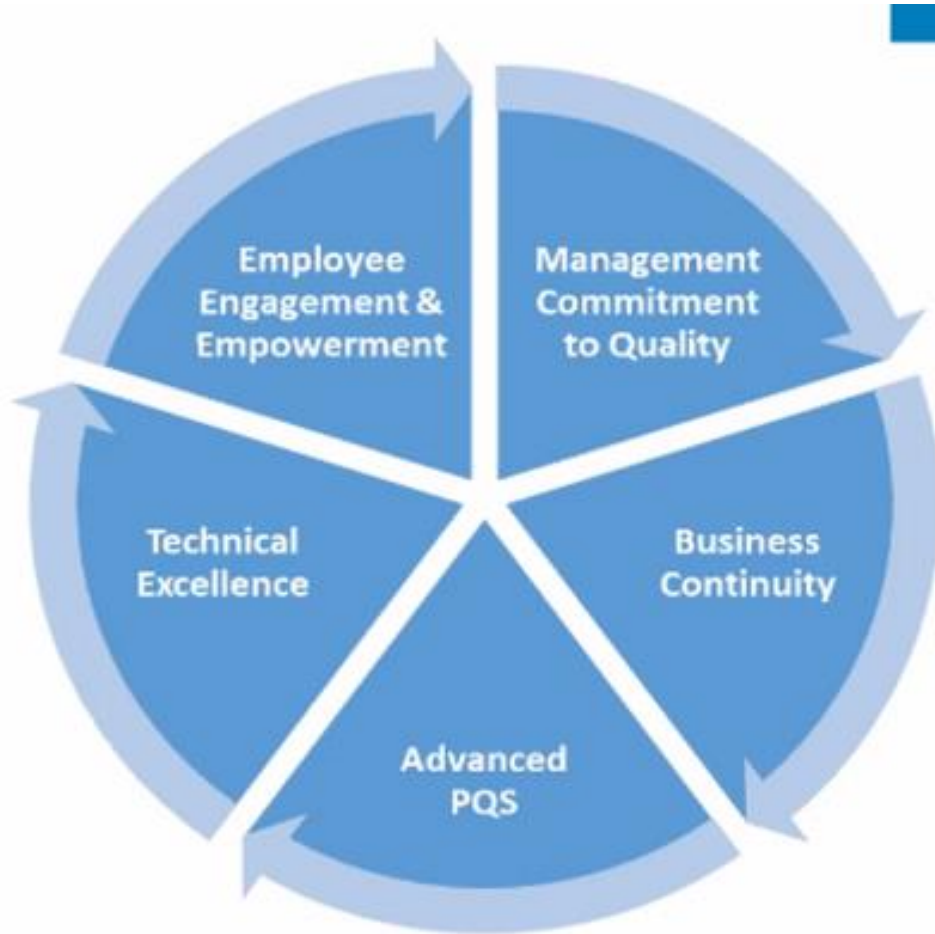 Employee
Engagement &
Empowerment
Management
Commitment
to Quality
Technical
Excellence
Business
Continuity
Advanced
PQS